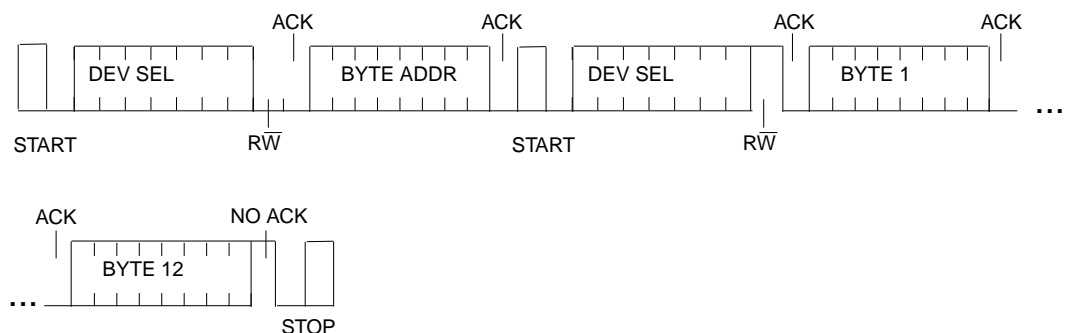 ACK ACK ACK ACK
DEV SEL BYTE ADDR DEV SEL BYTE 1
...
START RW̅ START RW̅
ACK NO ACK
BYTE 12
...
STOP